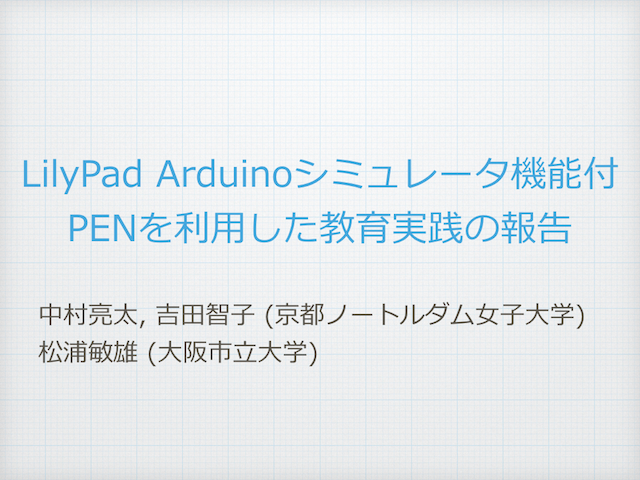 LilyPad Arduinoシミュレータ機能付
PENを利用した教育実践の報告
中村亮太, 吉田智子 (京都ノートルダム女子大学)
松浦敏雄 (大阪市立大学)